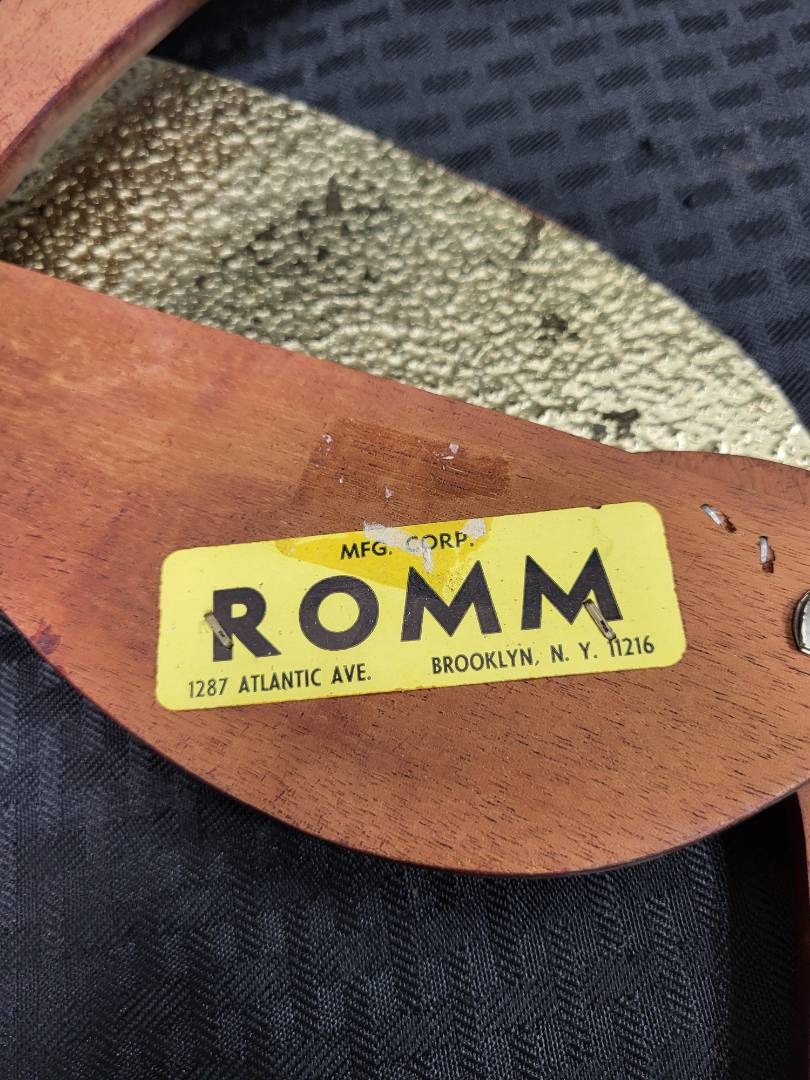 MFG. CORP.
ROMM
1287 ATLANTIC AVE. BROOKLYN, N. Y. 11216